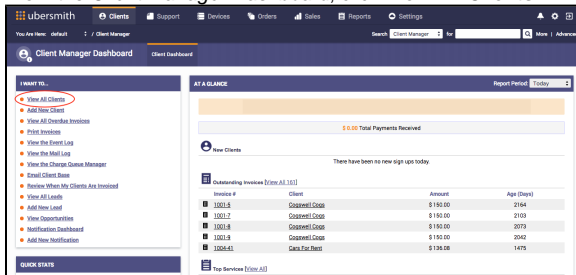 ubersmith Clients Support Devices Orders Sales Reports Settings
You Are Here: default / Client Manager Search Client Manager for More | Advance
Client Manager Dashboard Client Dashboard
I WANT TO... AT A GLANCE Report Period: Today
View All Clients
Add New Client
View All Overdue Invoices
Print Invoices
View the Event Log
View the Mail Log
View the Charge Queue Manager
Email Client Base
Review When My Clients Are Invoiced
View All Leads
Add New Lead
View Opportunities
Notification Dashboard
Add New Notification
QUICK STATS
$ 0.00 Total Payments Received
New Clients
There have been no new sign ups today.
Outstanding Invoices [View All 161]
Invoice # Client Amount Age (Days)
1001-5 Cogswell Cogs $ 150.00 2164
1001-7 Cogswell Cogs $ 150.00 2103
1001-8 Cogswell Cogs $ 150.00 2073
1001-9 Cogswell Cogs $ 150.00 2042
1004-41 Cars For Rent $ 136.08 1475
Top Services [View All]